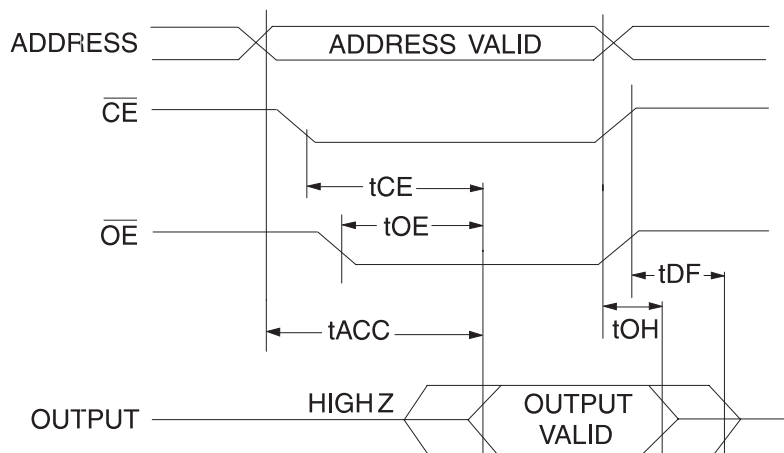 ADDRESS
ADDRESS VALID
CE
tCE
tOE
OE
tDF
tACC
tOH
HIGH Z
OUTPUT
OUTPUT
VALID